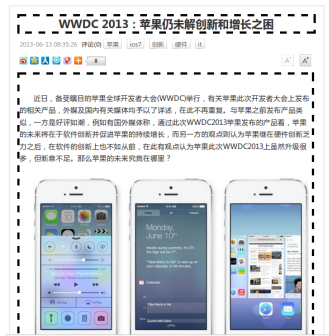 WWDC 2013：苹果仍未解创新和增长之困
2013-06-13 08:35:26 评论(0) 苹果 ios7 创新 硬件 it
0
A⁻ A⁺
近日，备受瞩目的苹果全球开发者大会(WWDC)举行，有关苹果此次开发者大会上发布
的相关产品，外媒及国内有关媒体均予以了详述，在此不再重复。与苹果之前发布产品类
似，一方是好评如潮，例如有国外媒体称，通过此次WWDC2013苹果发布的产品看，苹果
的未来将在于软件创新并促进苹果的持续增长，而另一方的观点则认为苹果继在硬件创新乏
力之后，在软件的创新上也不如从前，在此有观点认为苹果此次WWDC2013上虽然升级很
多，但新意不足。那么苹果的未来究竟在哪里？
Monday,
June 10th
Calendar